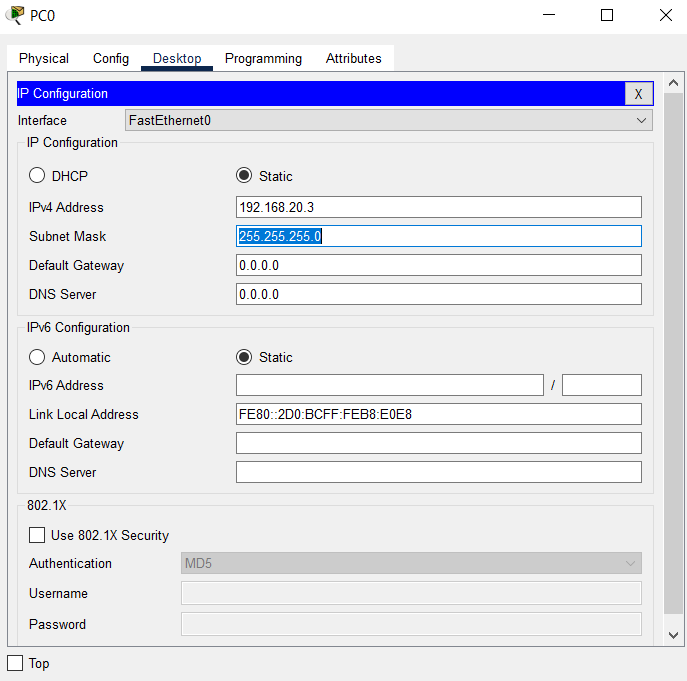 PC0
Physical Config Desktop Programming Attributes
IP Configuration X
Interface FastEthernet0
IP Configuration
DHCP Static
IPv4 Address 192.168.20.3
Subnet Mask 255.255.255.0
Default Gateway 0.0.0.0
DNS Server 0.0.0.0
IPv6 Configuration
Automatic Static
IPv6 Address /
Link Local Address FE80::2D0:BCFF:FEB8:E0E8
Default Gateway
DNS Server
802.1X
Use 802.1X Security
Authentication MD5
Username
Password
Top